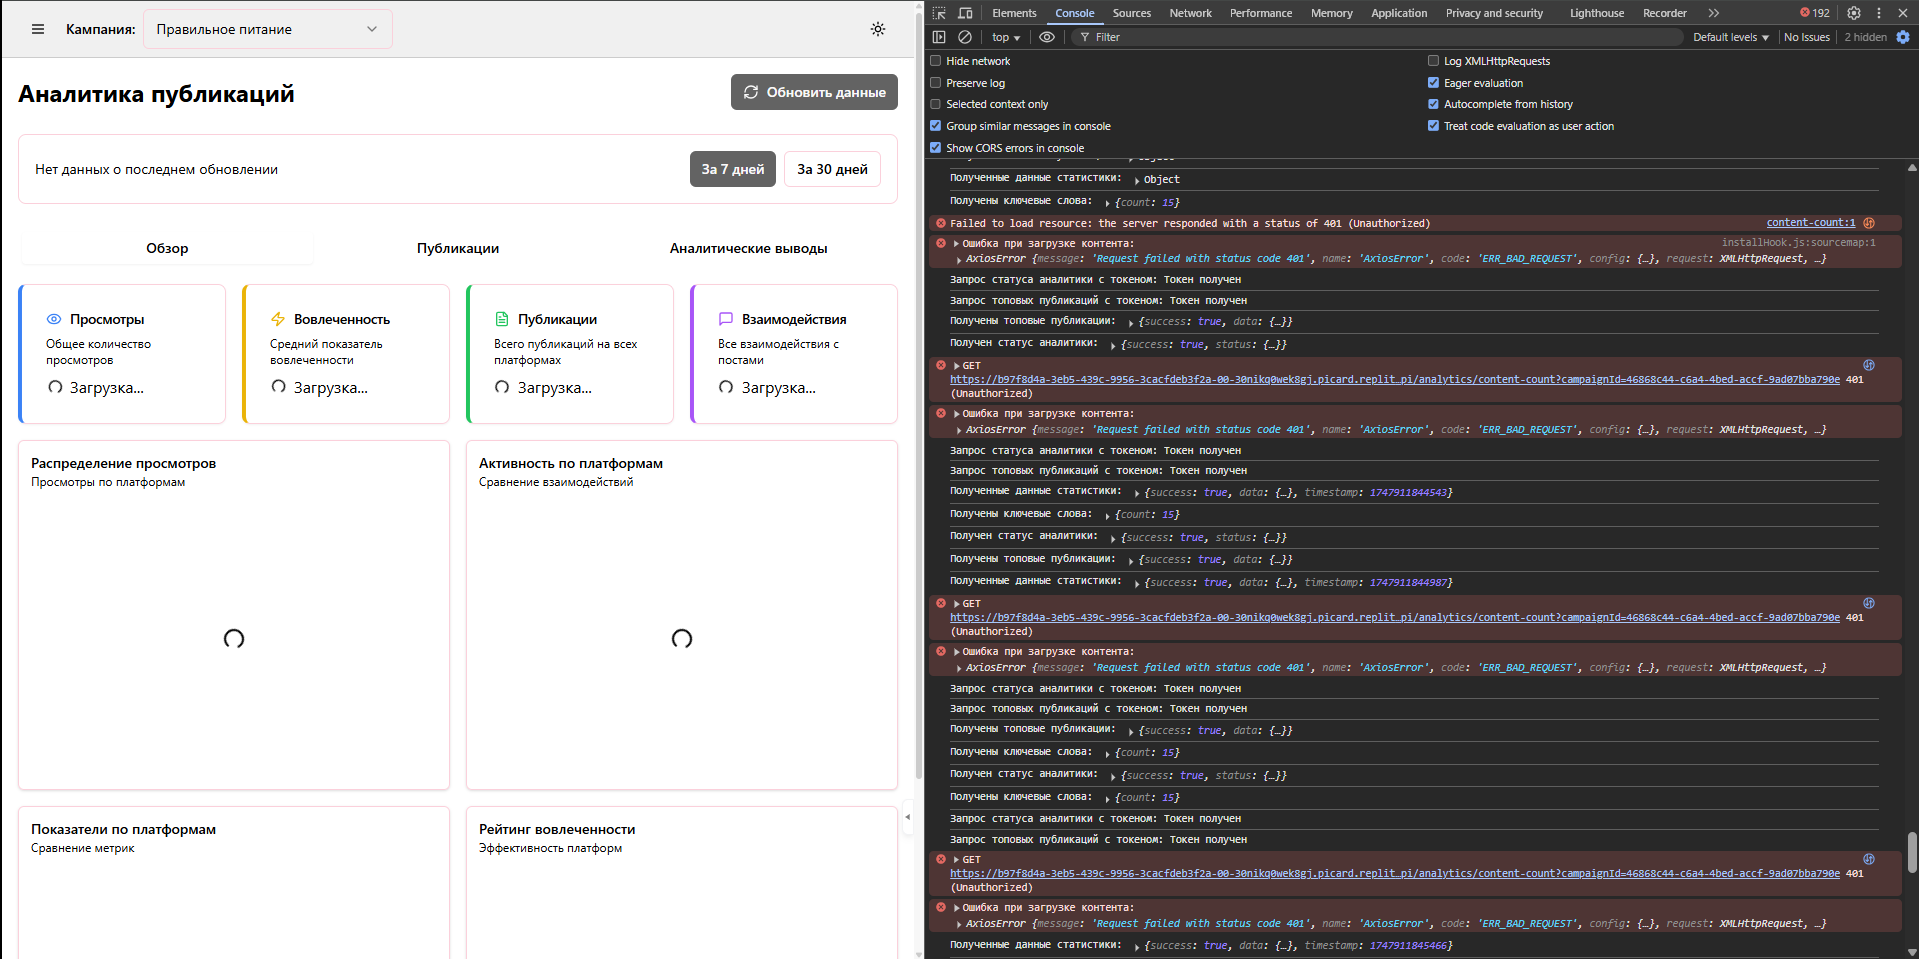 Кампания:
Правильное питание
Аналитика публикаций
Обновить данные
Нет данных о последнем обновлении
За 7 дней
За 30 дней
Обзор
Публикации
Аналитические выводы
Просмотры
Общее количество
просмотров
Загрузка...
Вовлеченность
Средний показатель
вовлеченности
Загрузка...
Публикации
Всего публикаций на всех
платформах
Загрузка...
Взаимодействия
Все взаимодействия с
постами
Загрузка...
Распределение просмотров
Просмотры по платформам
Активность по платформам
Сравнение взаимодействий
Показатели по платформам
Сравнение метрик
Рейтинг вовлеченности
Эффективность платформ
Elements
Console
Sources
Network
Performance
Memory
Application
Privacy and security
Lighthouse
Recorder
192
top
Filter
Default levels
No Issues
2 hidden
Hide network
Log XMLHttpRequests
Preserve log
Eager evaluation
Selected context only
Autocomplete from history
Group similar messages in console
Treat code evaluation as user action
Show CORS errors in console
Полученные данные статистики: Object
Получены ключевые слова: {count: 15}
Failed to load resource: the server responded with a status of 401 (Unauthorized) content-count:1
Ошибка при загрузке контента: installHook.js:sourcemap:1
AxiosError {message: 'Request failed with status code 401', name: 'AxiosError', code: 'ERR_BAD_REQUEST', config: {…}, request: XMLHttpRequest, …}
Запрос статуса аналитики с токеном: Токен получен
Запрос топовых публикаций с токеном: Токен получен
Получены топовые публикации: {success: true, data: {…}}
Получен статус аналитики: {success: true, status: {…}}
GET
https://b97f8d4a-3eb5-439c-9956-3cacfdeb3f2a-00-30nikq0wek8gj.picard.replit…pi/analytics/content-count?campaignId=46868c44-c6a4-4bed-accf-9ad07bba790e 401
(Unauthorized)
Ошибка при загрузке контента:
AxiosError {message: 'Request failed with status code 401', name: 'AxiosError', code: 'ERR_BAD_REQUEST', config: {…}, request: XMLHttpRequest, …}
Запрос статуса аналитики с токеном: Токен получен
Запрос топовых публикаций с токеном: Токен получен
Полученные данные статистики: {success: true, data: {…}, timestamp: 1747911844543}
Получены ключевые слова: {count: 15}
Получен статус аналитики: {success: true, status: {…}}
Получены топовые публикации: {success: true, data: {…}}
Полученные данные статистики: {success: true, data: {…}, timestamp: 1747911844987}
GET
https://b97f8d4a-3eb5-439c-9956-3cacfdeb3f2a-00-30nikq0wek8gj.picard.replit…pi/analytics/content-count?campaignId=46868c44-c6a4-4bed-accf-9ad07bba790e 401
(Unauthorized)
Ошибка при загрузке контента:
AxiosError {message: 'Request failed with status code 401', name: 'AxiosError', code: 'ERR_BAD_REQUEST', config: {…}, request: XMLHttpRequest, …}
Запрос статуса аналитики с токеном: Токен получен
Запрос топовых публикаций с токеном: Токен получен
Получены топовые публикации: {success: true, data: {…}}
Получены ключевые слова: {count: 15}
Получен статус аналитики: {success: true, status: {…}}
Получены ключевые слова: {count: 15}
Запрос статуса аналитики с токеном: Токен получен
Запрос топовых публикаций с токеном: Токен получен
GET
https://b97f8d4a-3eb5-439c-9956-3cacfdeb3f2a-00-30nikq0wek8gj.picard.replit…pi/analytics/content-count?campaignId=46868c44-c6a4-4bed-accf-9ad07bba790e 401
(Unauthorized)
Ошибка при загрузке контента:
AxiosError {message: 'Request failed with status code 401', name: 'AxiosError', code: 'ERR_BAD_REQUEST', config: {…}, request: XMLHttpRequest, …}
Полученные данные статистики: {success: true, data: {…}, timestamp: 1747911845466}